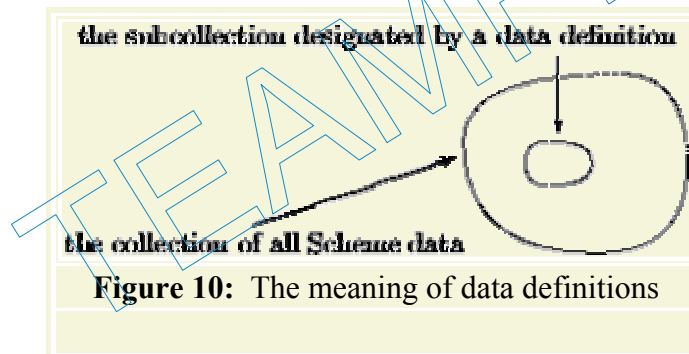 the subcollection designated by a data definition
the collection of all Scheme data
Figure 10: The meaning of data definitions
TEAM